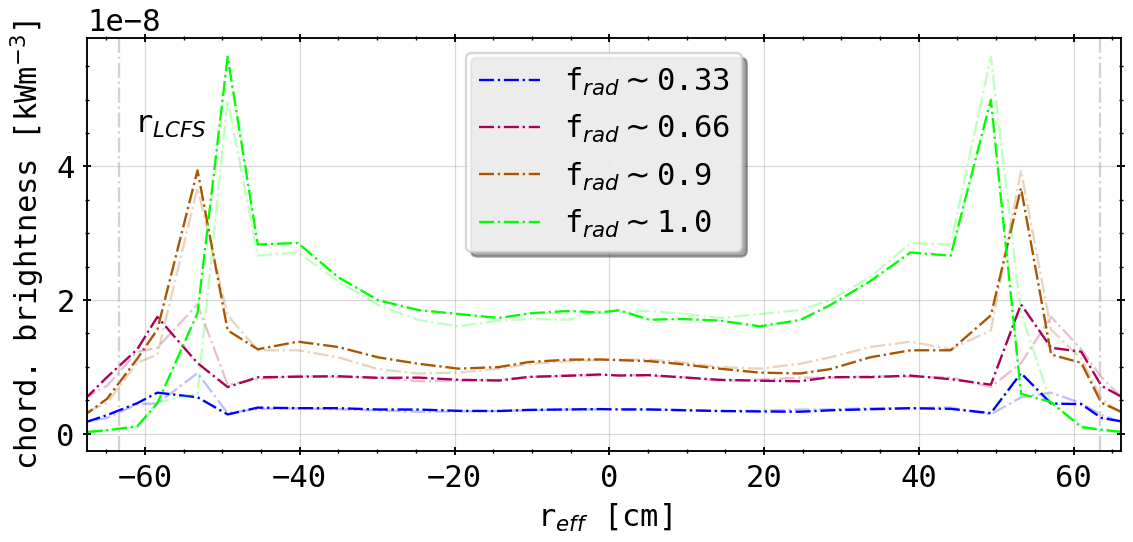 1e−8
chord. brightness [kWm⁻³]
4
2
0
r_LCFS
f_rad ~ 0.33
f_rad ~ 0.66
f_rad ~ 0.9
f_rad ~ 1.0
−60 −40 −20 0 20 40 60
r_eff [cm]